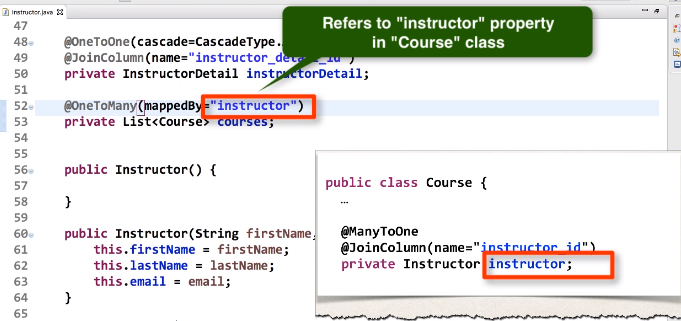 instructor.java
Refers to "instructor" property
in "Course" class
47
48 @OneToOne(cascade=CascadeType.
49 @JoinColumn(name="instructor_detail_id")
50 private InstructorDetail instructorDetail;
51
52 @OneToMany(mappedBy="instructor")
53 private List<Course> courses;
54
55
56 public Instructor() {
57
58 }
59
60 public Instructor(String firstName,
61 this.firstName = firstName;
62 this.lastName = lastName;
63 this.email = email;
64 }
65
public class Course {
…
@ManyToOne
@JoinColumn(name="instructor_id")
private Instructor instructor;